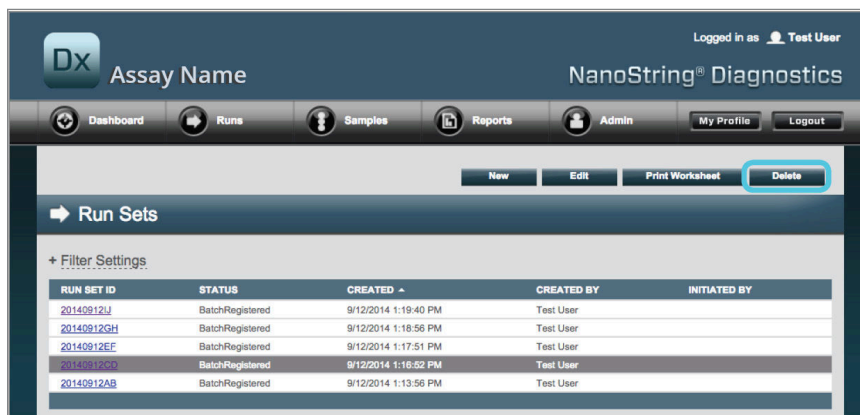 Logged in as Test User
Dx Assay Name
NanoString® Diagnostics
Dashboard Runs Samples Reports Admin My Profile Logout
New Edit Print Worksheet Delete
Run Sets
+ Filter Settings
RUN SET ID STATUS CREATED CREATED BY INITIATED BY
20140912IJ BatchRegistered 9/12/2014 1:19:40 PM Test User
20140912GH BatchRegistered 9/12/2014 1:18:56 PM Test User
20140912EF BatchRegistered 9/12/2014 1:17:51 PM Test User
20140912CD BatchRegistered 9/12/2014 1:16:52 PM Test User
20140912AB BatchRegistered 9/12/2014 1:13:56 PM Test User